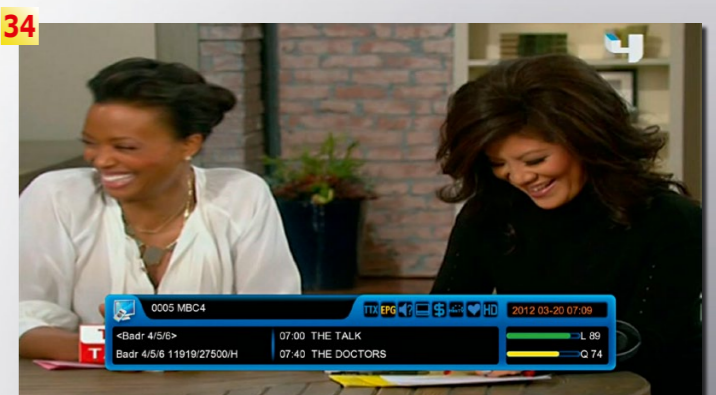 34
0005 MBC4
TTX EPG $ HD
2012 03-20 07:09
<Badr 4/5/6>
07:00 THE TALK
L 89
Badr 4/5/6 11919/27500/H
07:40 THE DOCTORS
Q 74